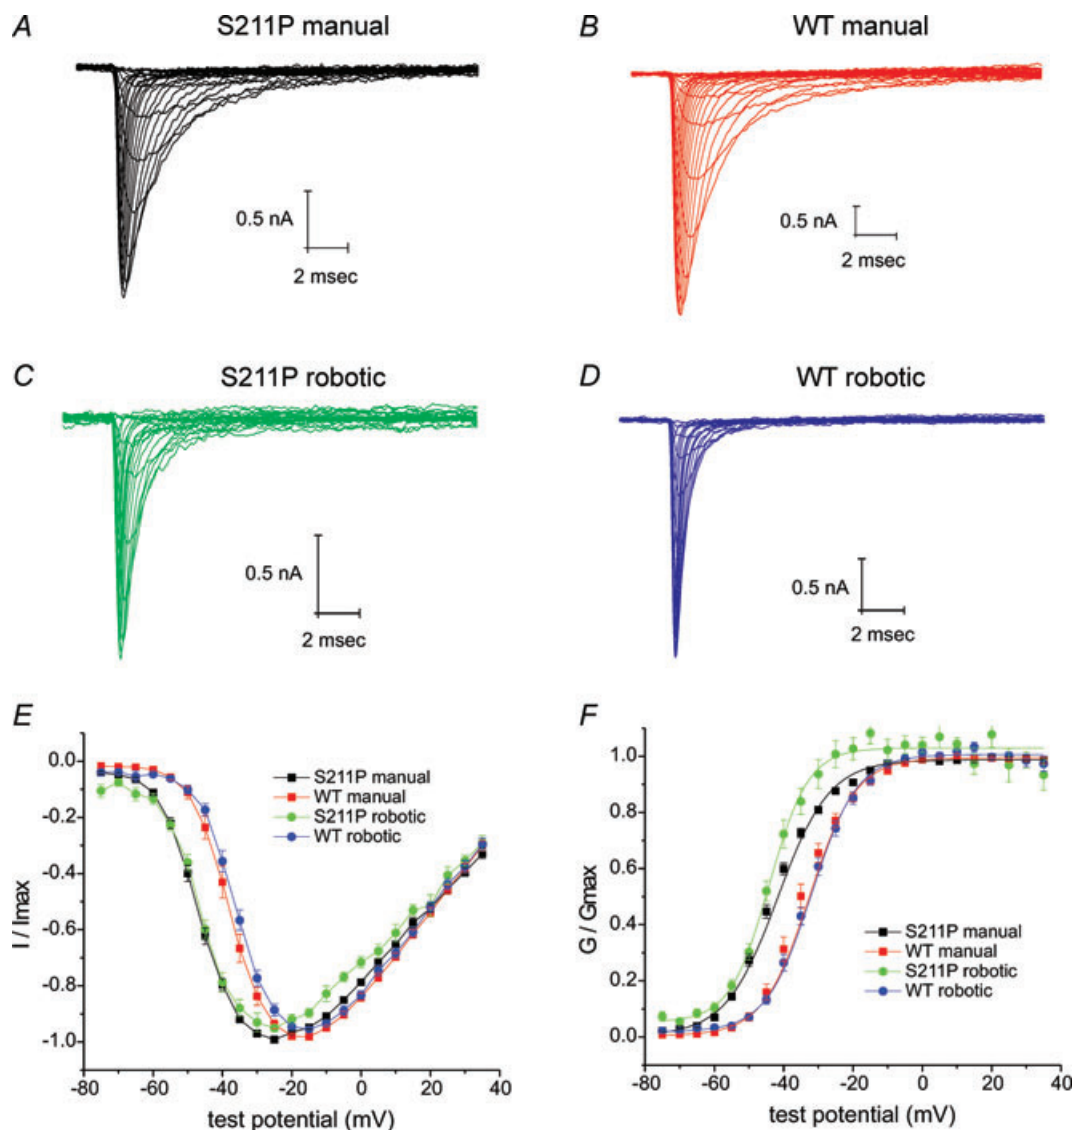 A S211P manual
B WT manual
0.5 nA
2 msec
0.5 nA
2 msec
C S211P robotic
D WT robotic
0.5 nA
2 msec
0.5 nA
2 msec
E
I / Imax
0.0
-0.2
-0.4
-0.6
-0.8
-1.0
S211P manual
WT manual
S211P robotic
WT robotic
-80 -60 -40 -20 0 20 40
test potential (mV)
F
G / Gmax
1.0
0.8
0.6
0.4
0.2
0.0
S211P manual
WT manual
S211P robotic
WT robotic
-80 -60 -40 -20 0 20 40
test potential (mV)